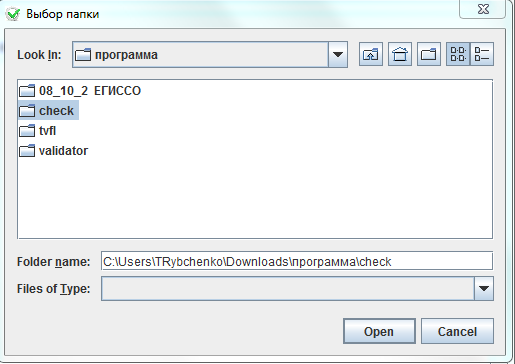 Выбор папки
Look In: программа
08_10_2 ЕГИССО
check
tvfl
validator
Folder name: C:\Users\TRybchenko\Downloads\программа\check
Files of Type:
Open Cancel